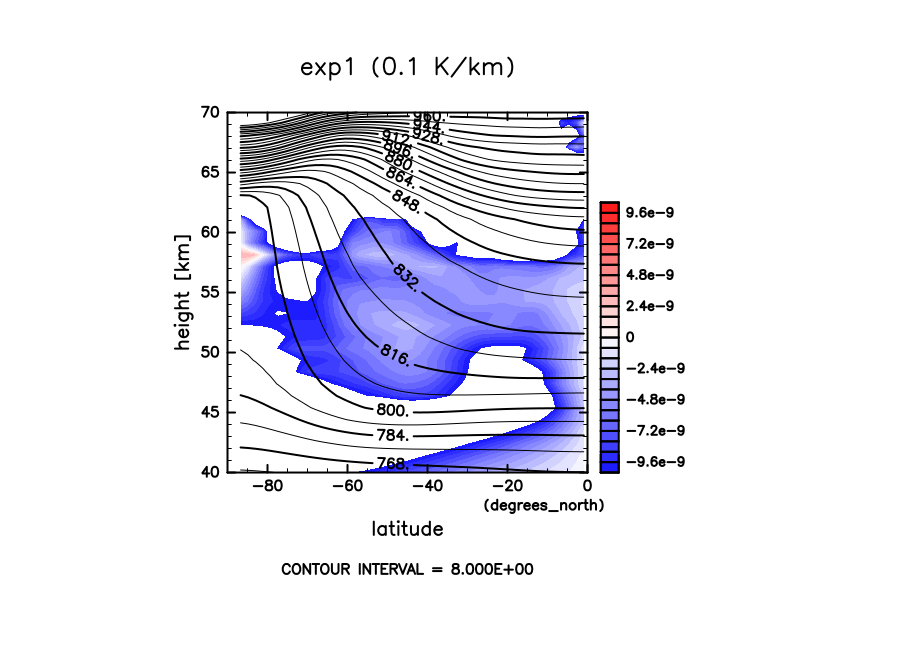 exp1 (0.1 K/km)
70
65
60
55
50
45
40
height [km]
960.
944.
928.
912.
896.
880.
864.
848.
832.
816.
800.
784.
768.
−80
−60
−40
−20
0
(degrees_north)
latitude
9.6e−9
7.2e−9
4.8e−9
2.4e−9
0
−2.4e−9
−4.8e−9
−7.2e−9
−9.6e−9
CONTOUR INTERVAL = 8.000E+00